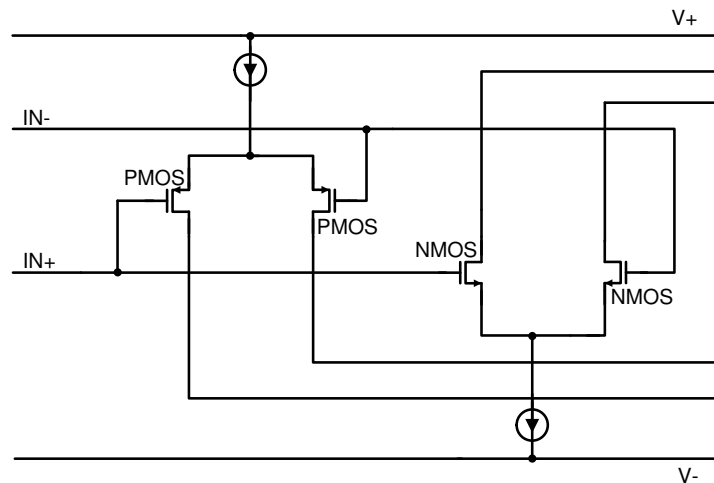 V+
IN-
PMOS
PMOS
NMOS
IN+
NMOS
V-